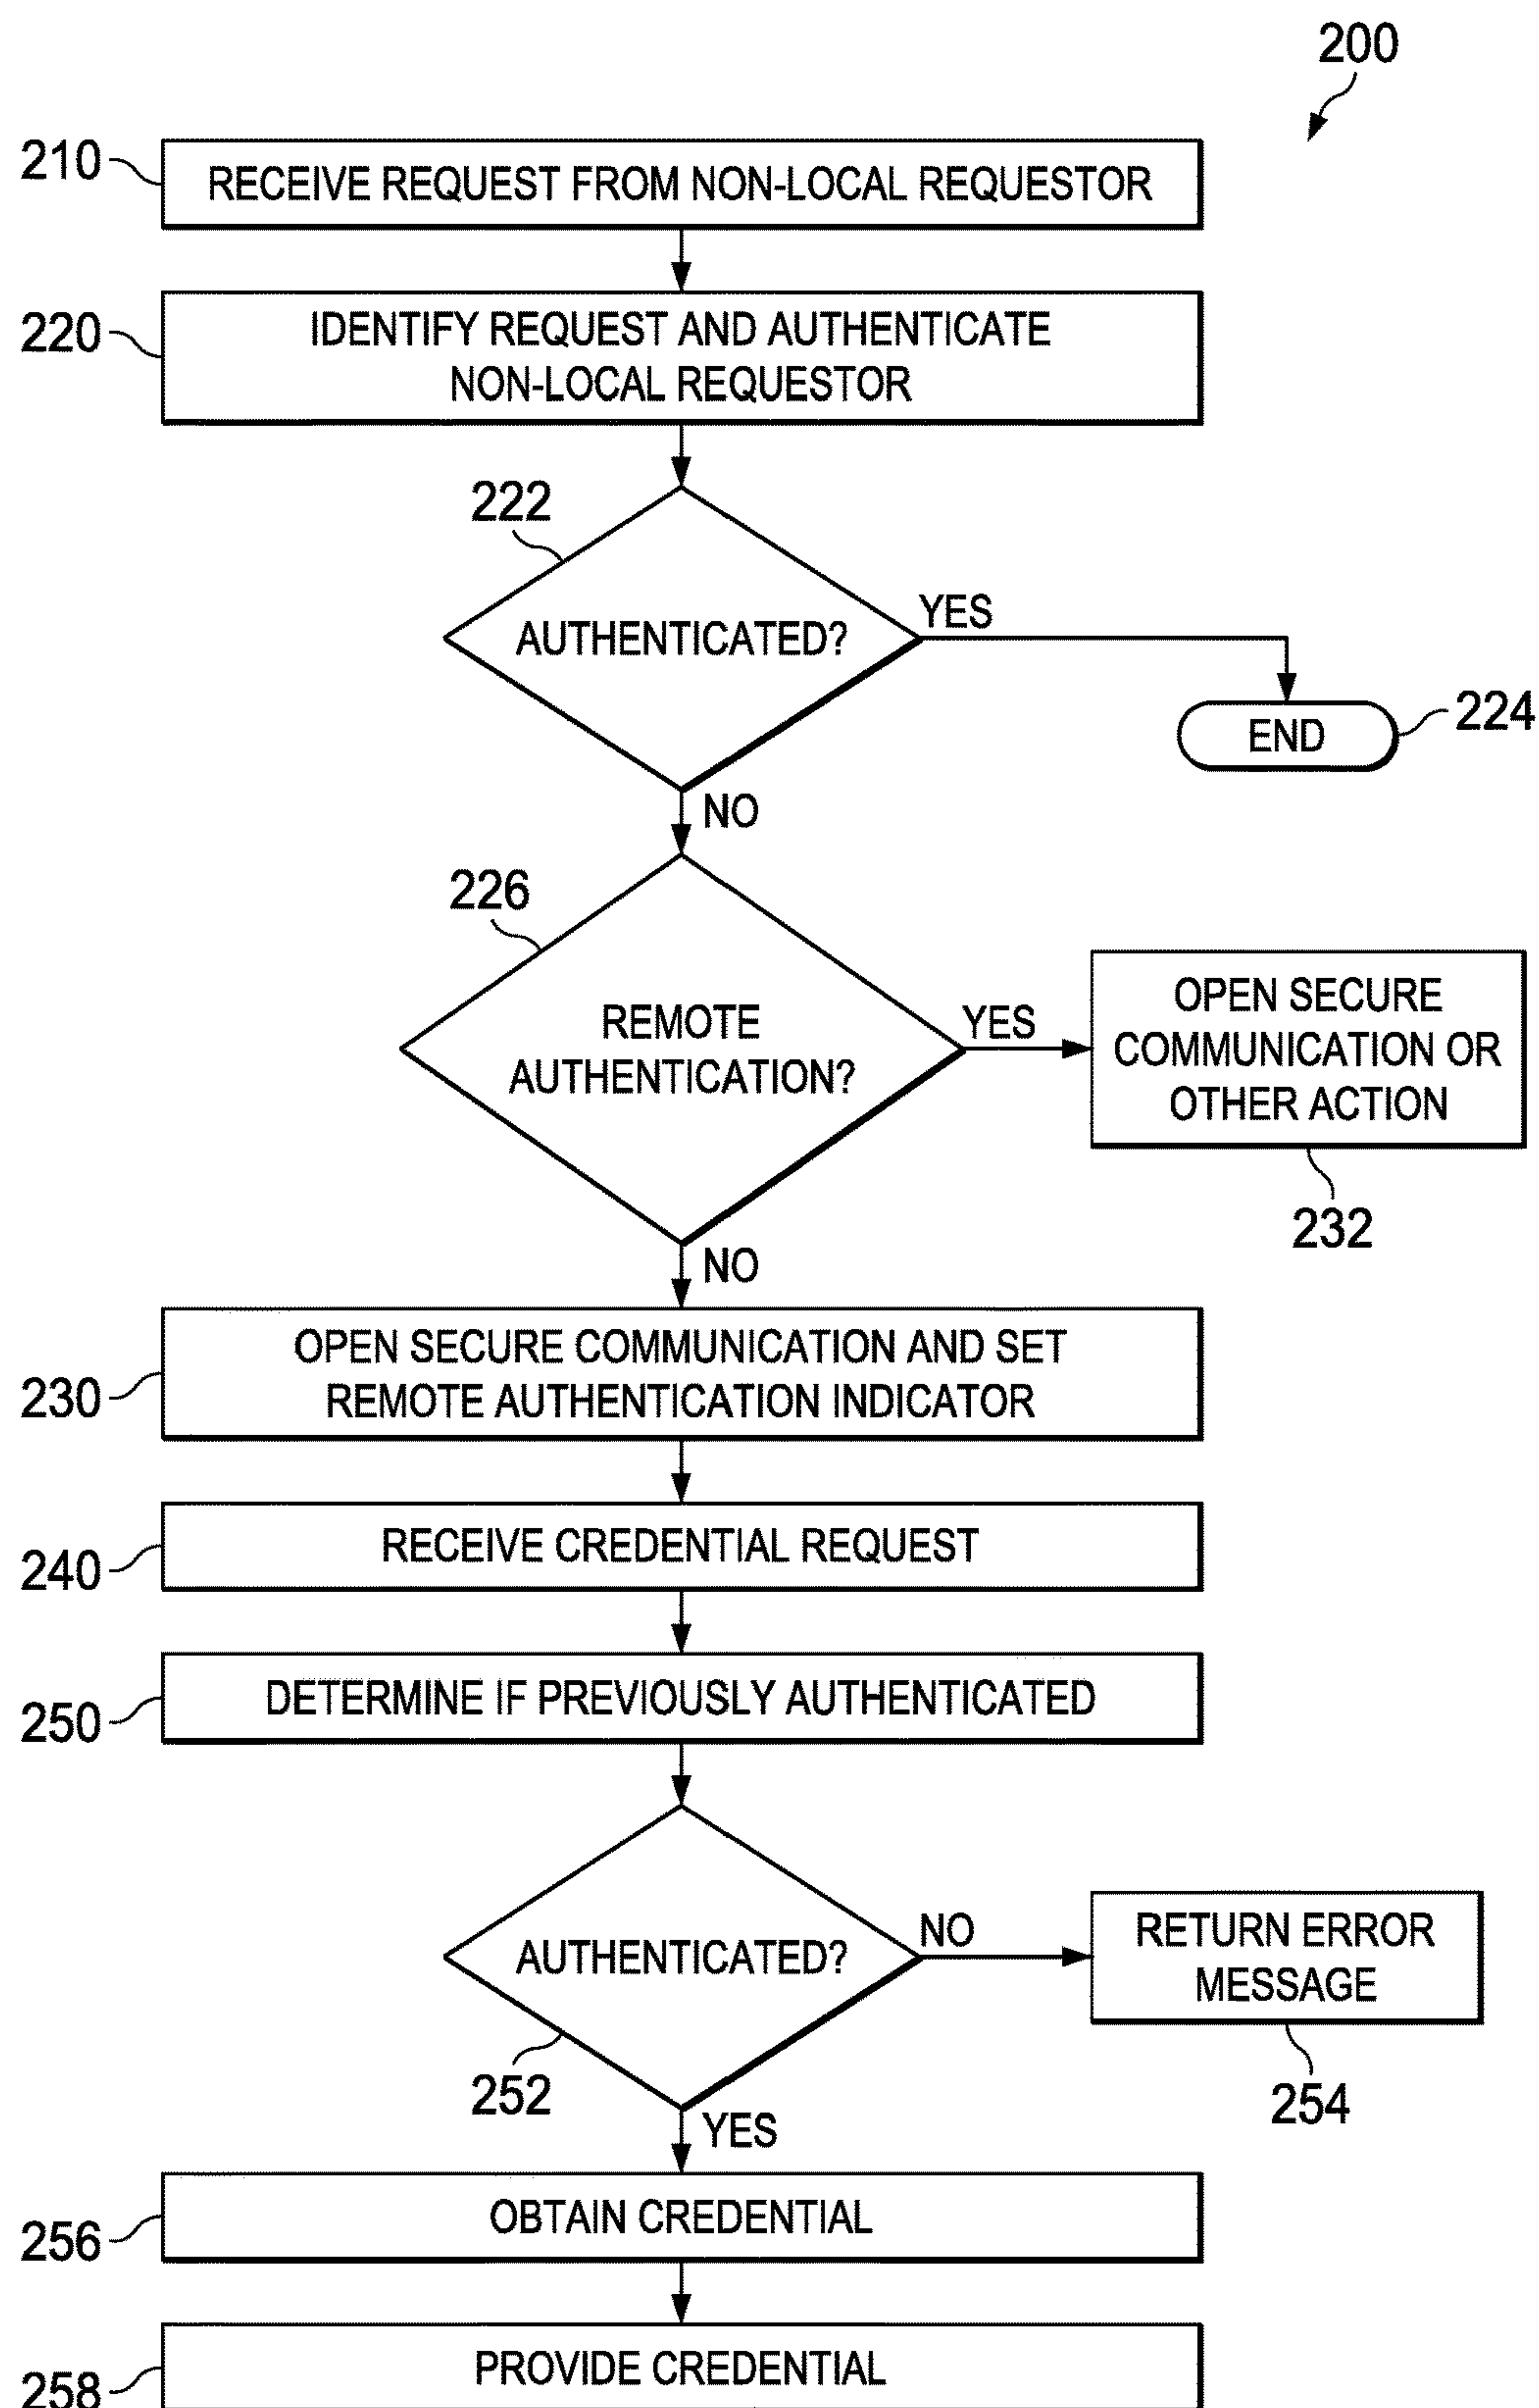 200
210
RECEIVE REQUEST FROM NON-LOCAL REQUESTOR
220
IDENTIFY REQUEST AND AUTHENTICATE
NON-LOCAL REQUESTOR
222
AUTHENTICATED?
YES
END
224
NO
226
REMOTE
AUTHENTICATION?
YES
OPEN SECURE
COMMUNICATION OR
OTHER ACTION
232
NO
230
OPEN SECURE COMMUNICATION AND SET
REMOTE AUTHENTICATION INDICATOR
240
RECEIVE CREDENTIAL REQUEST
250
DETERMINE IF PREVIOUSLY AUTHENTICATED
AUTHENTICATED?
252
NO
RETURN ERROR
MESSAGE
254
YES
256
OBTAIN CREDENTIAL
258
PROVIDE CREDENTIAL